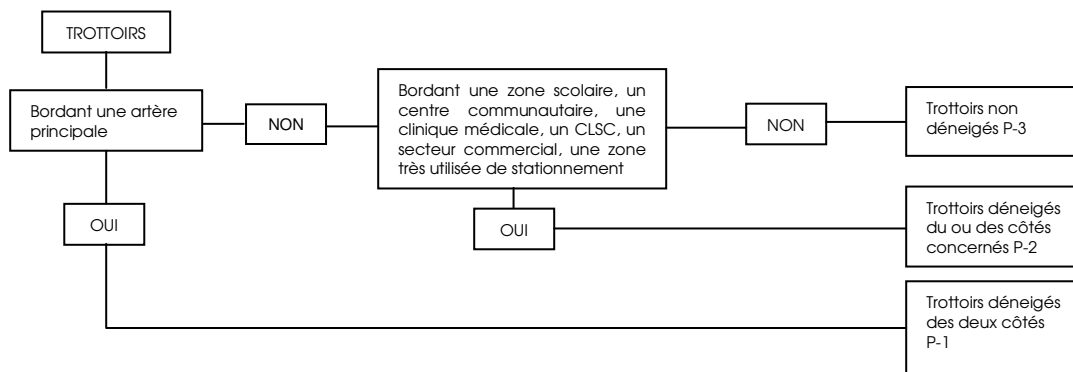 TROTTOIRS
Bordant une artère
principale
NON
Bordant une zone scolaire, un
centre communautaire, une
clinique médicale, un CLSC, un
secteur commercial, une zone
très utilisée de stationnement
NON
Trottoirs non
déneigés P-3
OUI
OUI
Trottoirs déneigés
du ou des côtés
concernés P-2
Trottoirs déneigés
des deux côtés
P-1